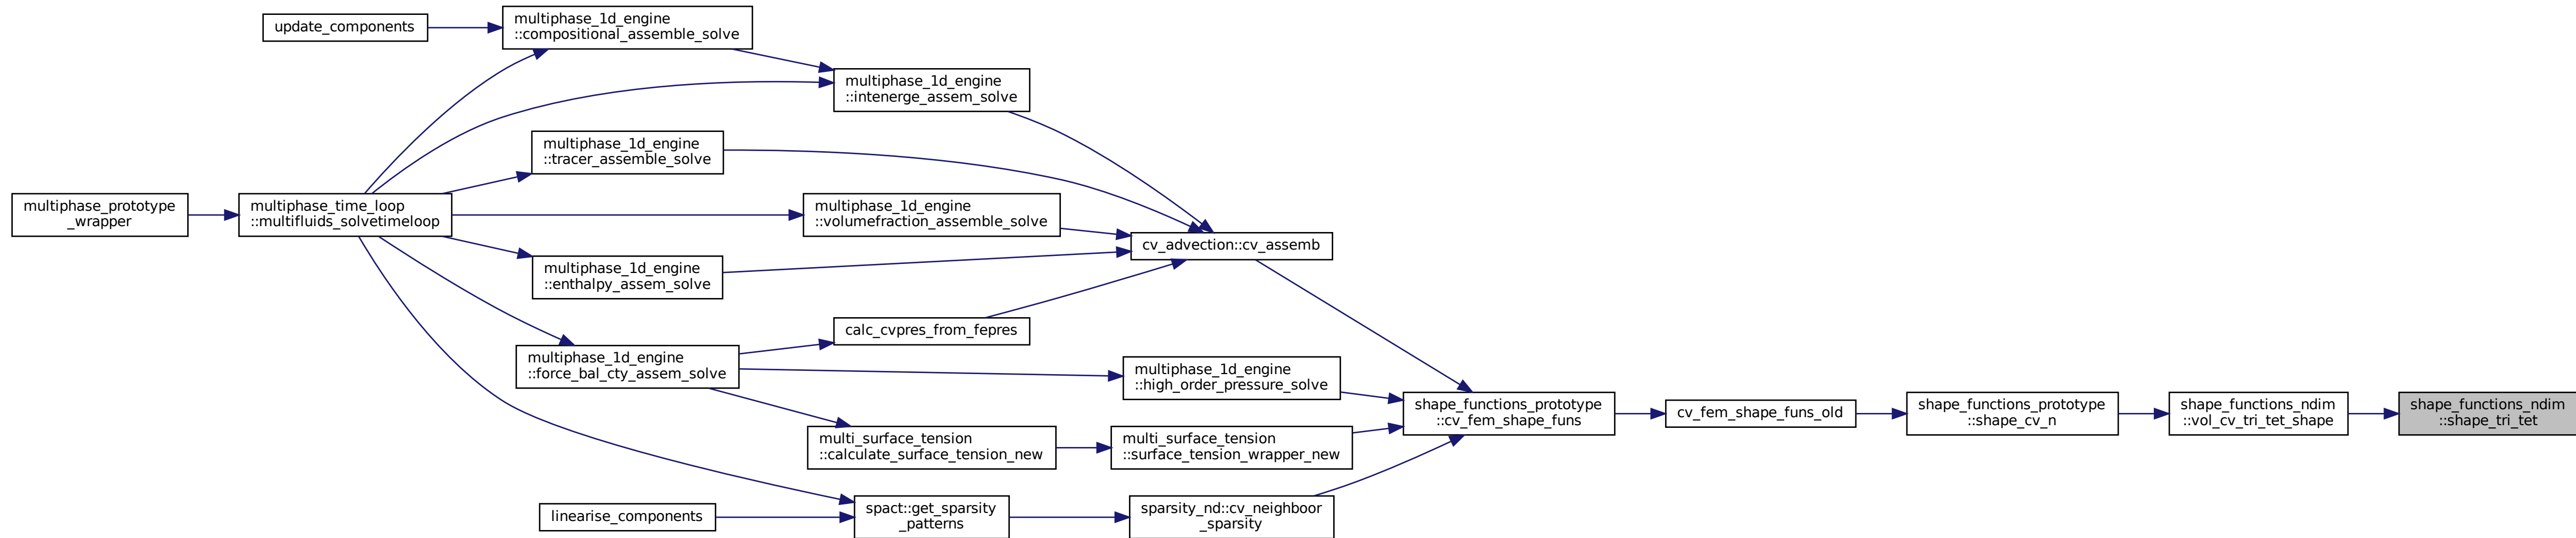 update_components
multiphase_1d_engine
::compositional_assemble_solve
multiphase_1d_engine
::intenerge_assem_solve
multiphase_1d_engine
::tracer_assemble_solve
multiphase_prototype
_wrapper
multiphase_time_loop
::multifluids_solvetimeloop
multiphase_1d_engine
::volumefraction_assemble_solve
cv_advection::cv_assemb
multiphase_1d_engine
::enthalpy_assem_solve
calc_cvpres_from_fepres
multiphase_1d_engine
::force_bal_cty_assem_solve
multiphase_1d_engine
::high_order_pressure_solve
shape_functions_prototype
::cv_fem_shape_funs
cv_fem_shape_funs_old
shape_functions_prototype
::shape_cv_n
shape_functions_ndim
::vol_cv_tri_tet_shape
shape_functions_ndim
::shape_tri_tet
multi_surface_tension
::calculate_surface_tension_new
multi_surface_tension
::surface_tension_wrapper_new
linearise_components
spact::get_sparsity
_patterns
sparsity_nd::cv_neighboor
_sparsity